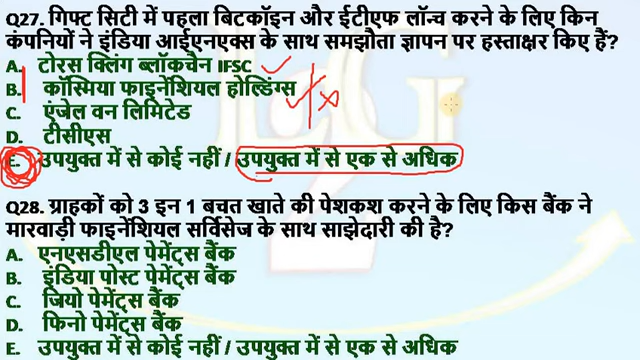 Q27. गिफ्ट सिटी में पहला बिटकॉइन और ईटीएफ लॉन्च करने के लिए किन
कंपनियों ने इंडिया आईएनएक्स के साथ समझौता ज्ञापन पर हस्ताक्षर किए हैं?
A. टोरस क्लिंग ब्लॉकचैन IFSC
B. कॉस्मिया फाइनेंशियल होल्डिंग्स
C. एंजेल वन लिमिटेड
D. टीसीएस
E. उपयुक्त में से कोई नहीं / उपयुक्त में से एक से अधिक
Q28. ग्राहकों को 3 इन 1 बचत खाते की पेशकश करने के लिए किस बैंक ने
मारवाड़ी फाइनेंशियल सर्विसेज के साथ साझेदारी की है?
A. एनएसडीएल पेमेंट्स बैंक
B. इंडिया पोस्ट पेमेंट्स बैंक
C. जियो पेमेंट्स बैंक
D. फिनो पेमेंट्स बैंक
E. उपयुक्त में से कोई नहीं / उपयुक्त में से एक से अधिक